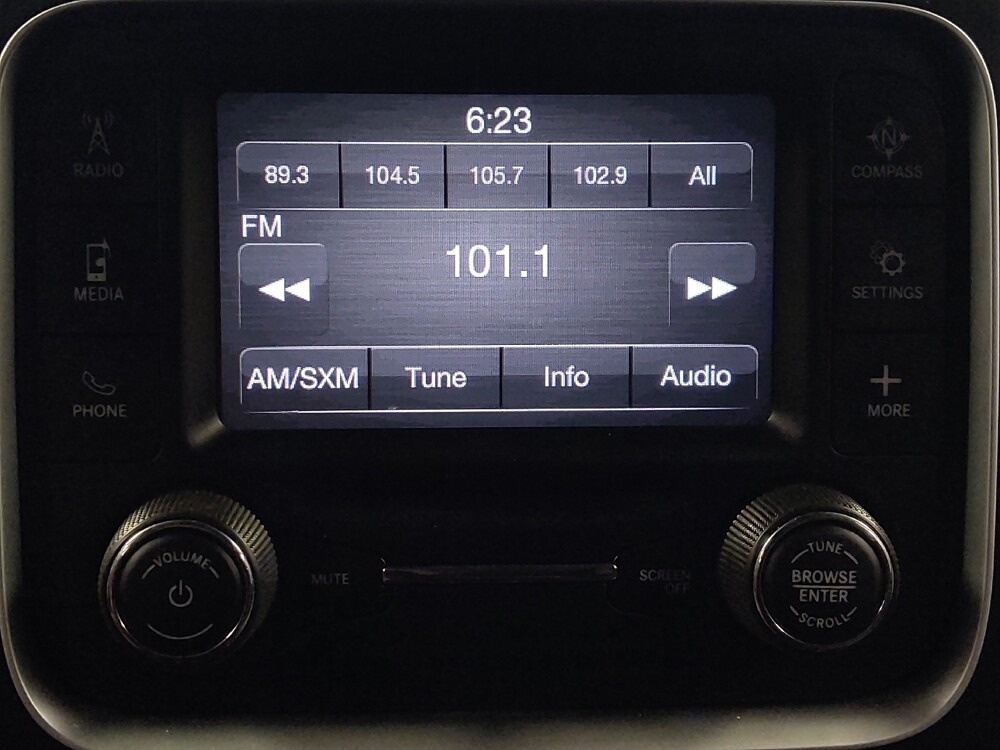 6:23
89.3 104.5 105.7 102.9 All
FM
101.1
AM/SXM Tune Info Audio
RADIO
MEDIA
PHONE
N
COMPASS
SETTINGS
MORE
VOLUME
MUTE
SCREEN
OFF
TUNE
BROWSE
ENTER
SCROLL